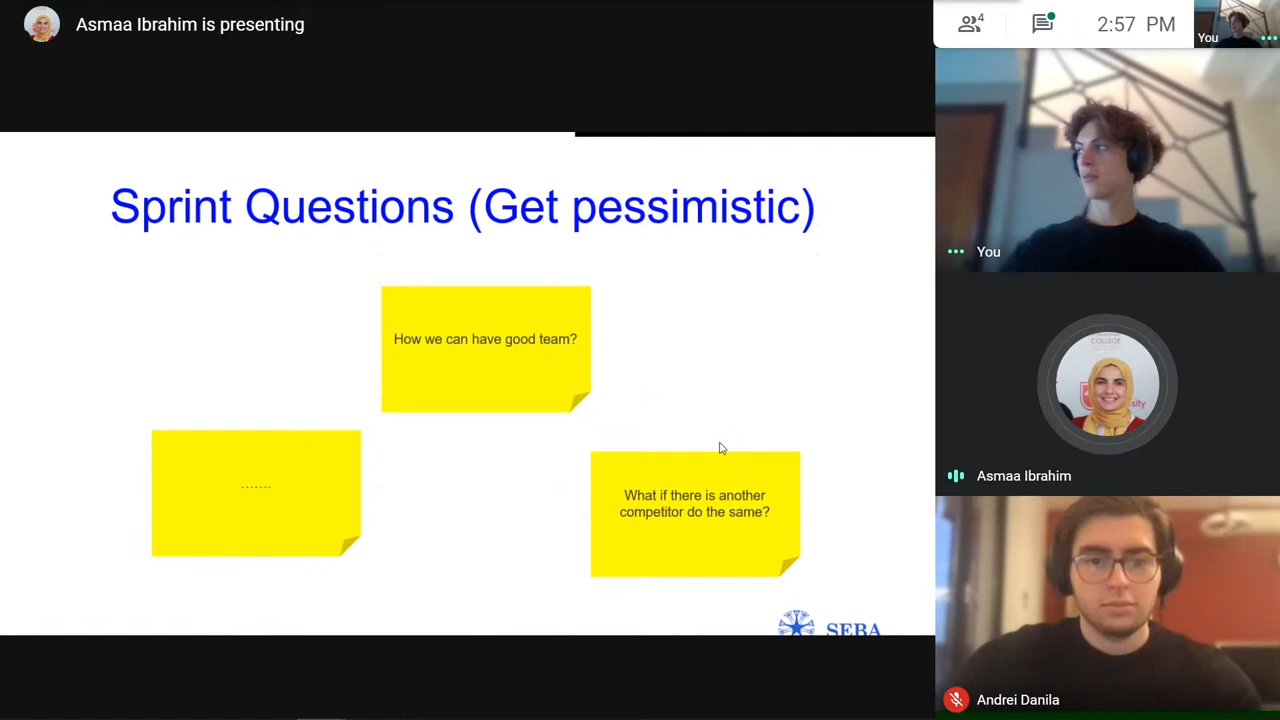 Asmaa Ibrahim is presenting
4
2:57 PM
You
Sprint Questions (Get pessimistic)
How we can have good team?
.......
What if there is another
competitor do the same?
SEBA
You
COLLEGE
Asmaa Ibrahim
Andrei Danila